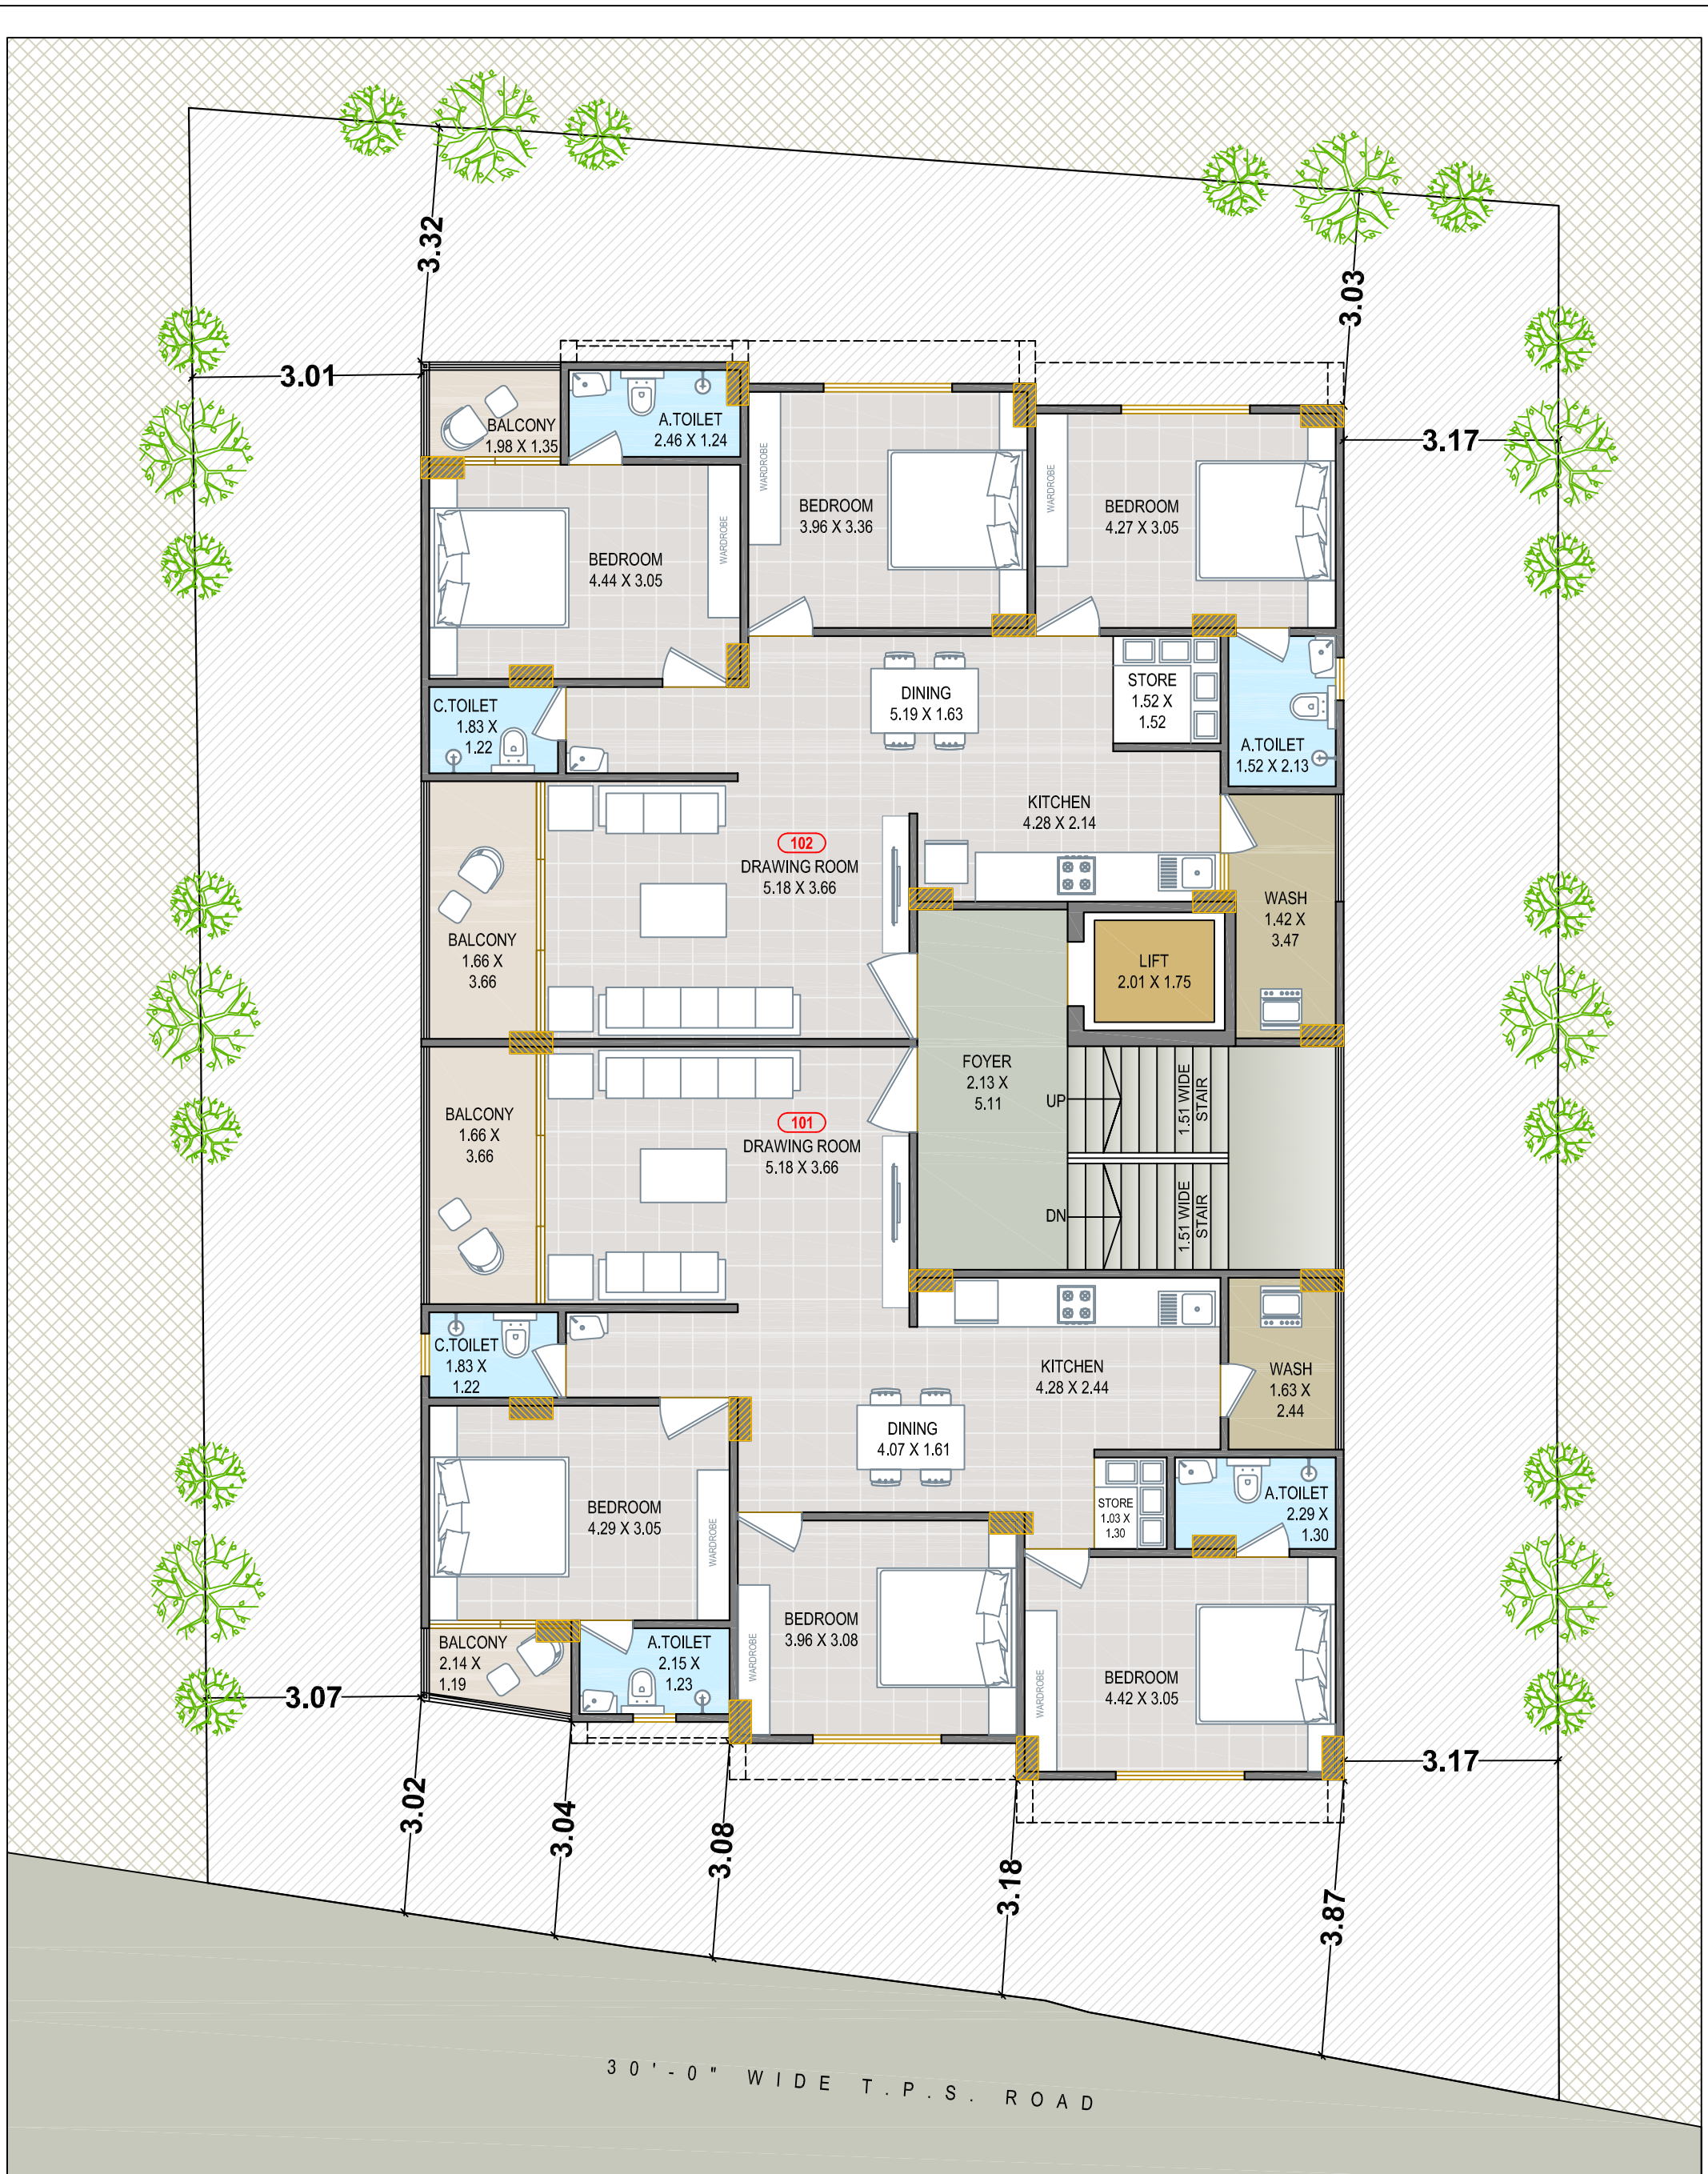 3.32
3.03
3.01
3.17
BALCONY
1.98 X 1.35
A.TOILET
2.46 X 1.24
WARDROBE
BEDROOM
3.96 X 3.36
WARDROBE
BEDROOM
4.27 X 3.05
WARDROBE
BEDROOM
4.44 X 3.05
C.TOILET
1.83 X
1.22
DINING
5.19 X 1.63
STORE
1.52 X
1.52
A.TOILET
1.52 X 2.13
KITCHEN
4.28 X 2.14
102
DRAWING ROOM
5.18 X 3.66
BALCONY
1.66 X
3.66
WASH
1.42 X
3.47
LIFT
2.01 X 1.75
FOYER
2.13 X
5.11
UP
1.51 WIDE
STAIR
BALCONY
1.66 X
3.66
101
DRAWING ROOM
5.18 X 3.66
DN
1.51 WIDE
STAIR
C.TOILET
1.83 X
1.22
KITCHEN
4.28 X 2.44
WASH
1.63 X
2.44
DINING
4.07 X 1.61
BEDROOM
4.29 X 3.05
WARDROBE
STORE
1.03 X
1.30
A.TOILET
2.29 X
1.30
BALCONY
2.14 X
1.19
A.TOILET
2.15 X
1.23
WARDROBE
BEDROOM
3.96 X 3.08
WARDROBE
BEDROOM
4.42 X 3.05
3.07
3.17
3.02
3.04
3.08
3.18
3.87
30'-0" WIDE T.P.S. ROAD